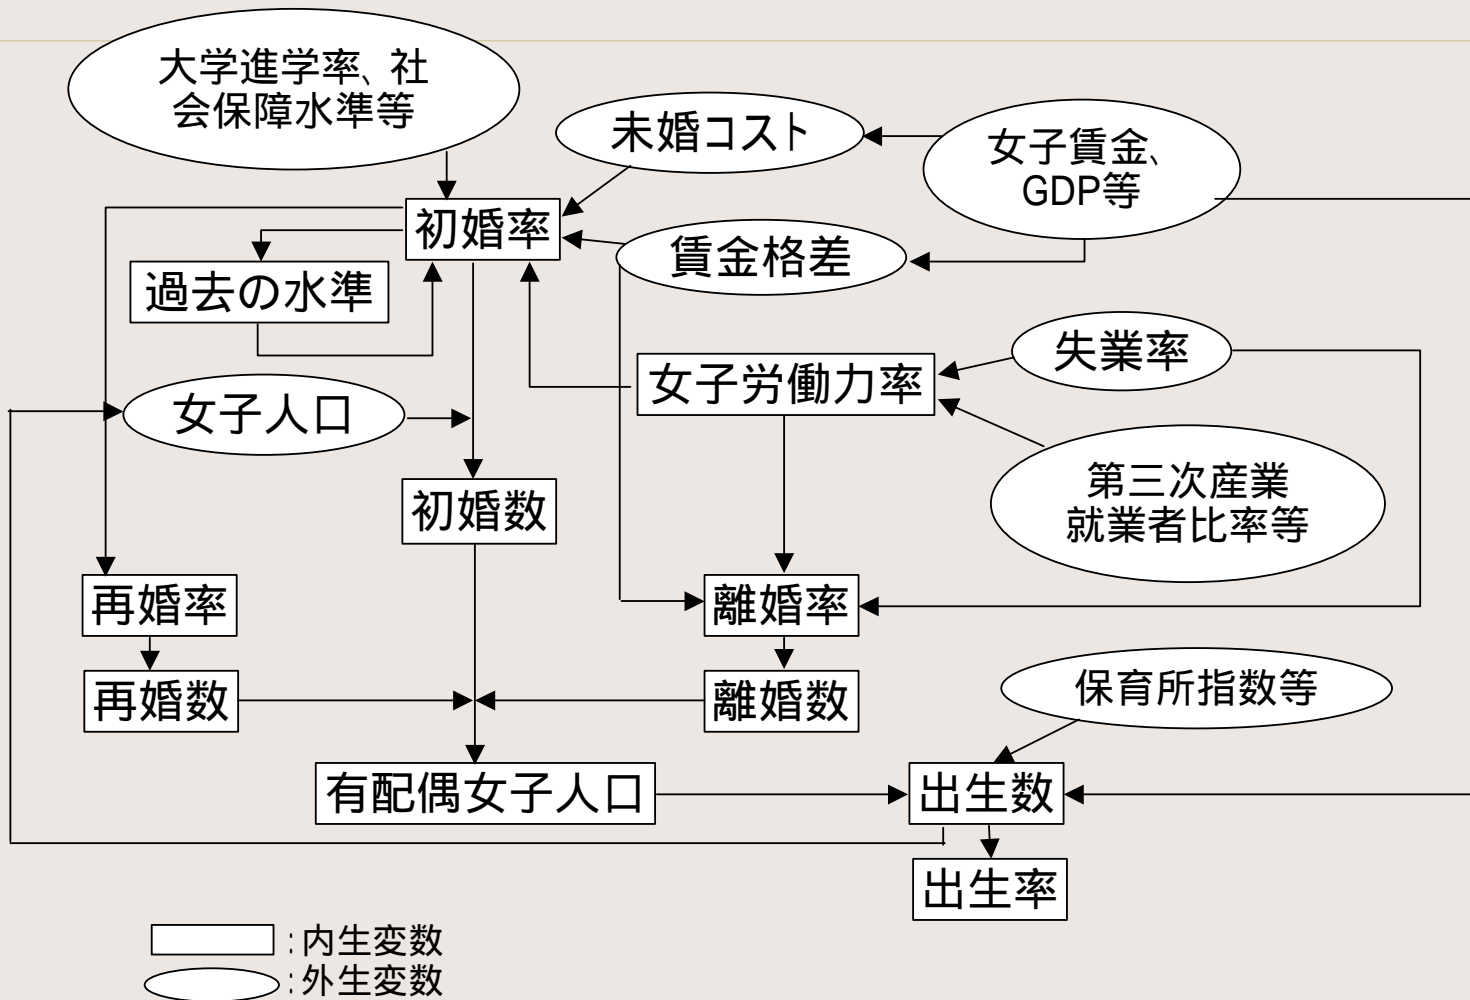 大学進学率、社
会保障水準等
未婚コスト
女子賃金、
GDP等
初婚率
賃金格差
過去の水準
失業率
女子労働力率
女子人口
第三次産業
就業者比率等
初婚数
再婚率
離婚率
再婚数
離婚数
保育所指数等
有配偶女子人口
出生数
出生率
:内生変数
:外生変数